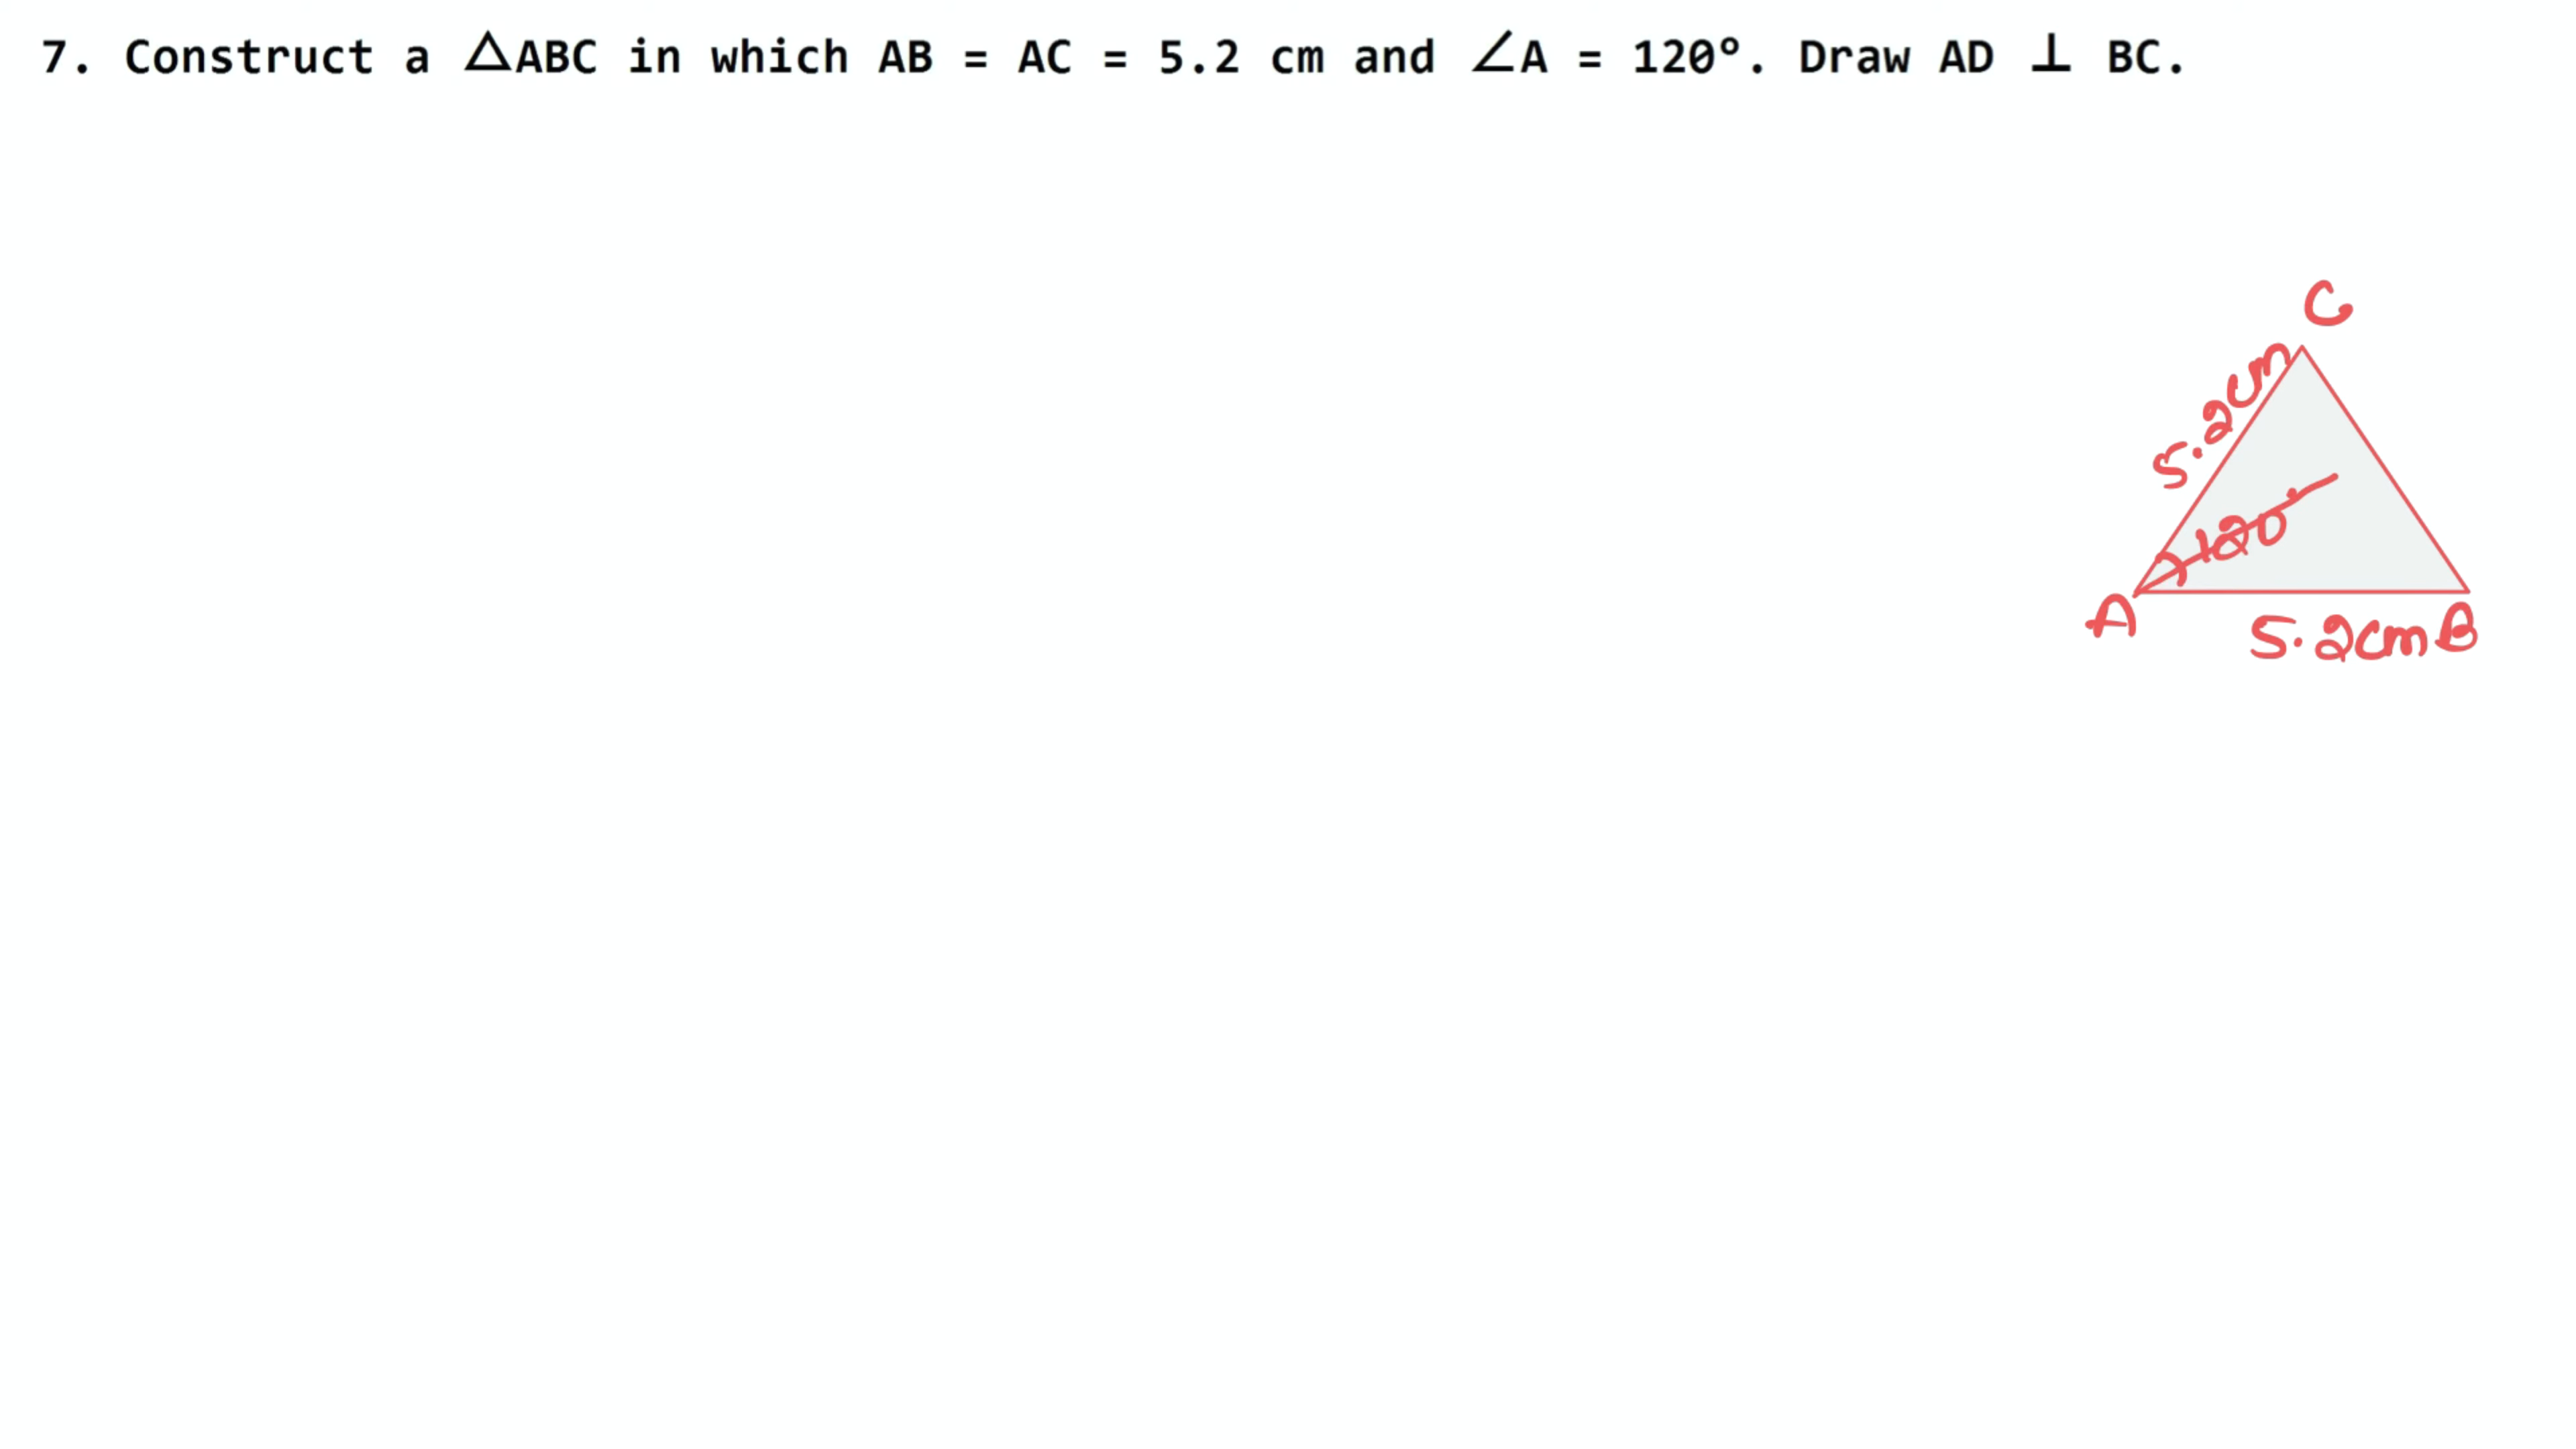 7. Construct a △ABC in which AB = AC = 5.2 cm and ∠A = 120°. Draw AD ⊥ BC.
C
5.2cm
120°
A
5.2cm B